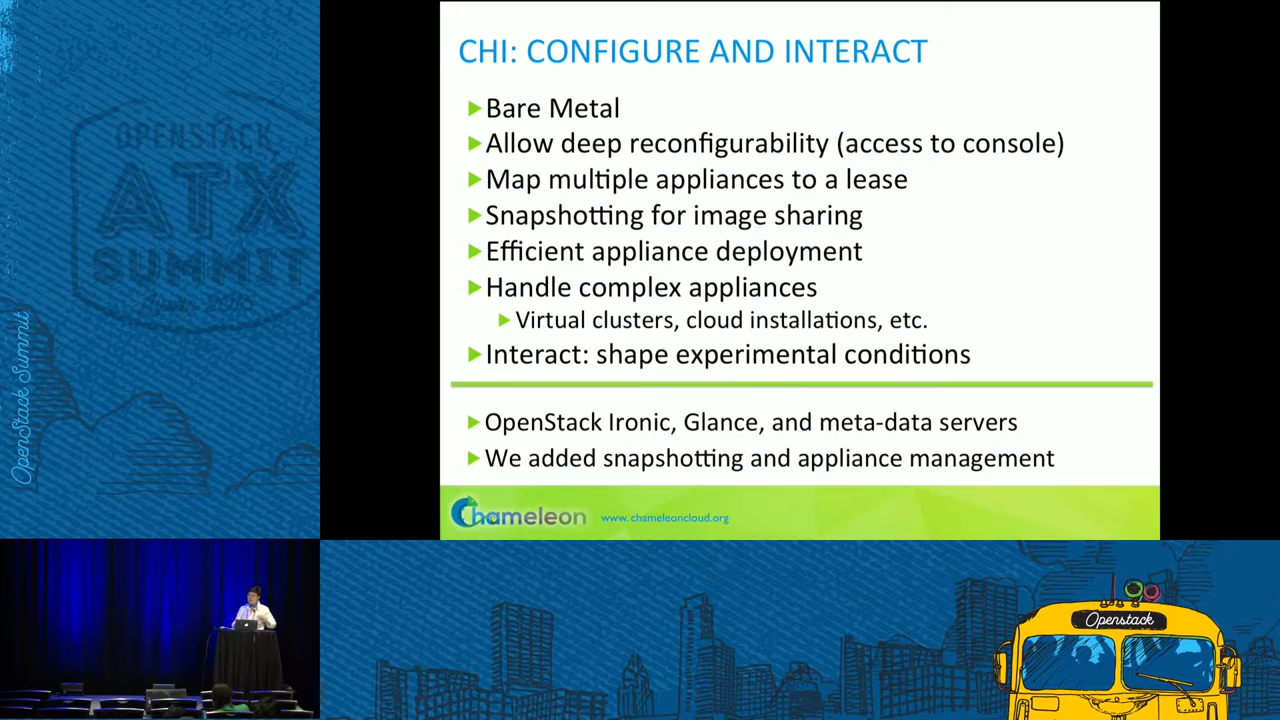 CHI: CONFIGURE AND INTERACT
Bare Metal
Allow deep reconfigurability (access to console)
Map multiple appliances to a lease
Snapshotting for image sharing
Efficient appliance deployment
Handle complex appliances
Virtual clusters, cloud installations, etc.
Interact: shape experimental conditions
OpenStack Ironic, Glance, and meta-data servers
We added snapshotting and appliance management
Chameleon
www.chameleoncloud.org
OPENSTACK
ATX
SUMMIT
OpenStack Summit
Openstack